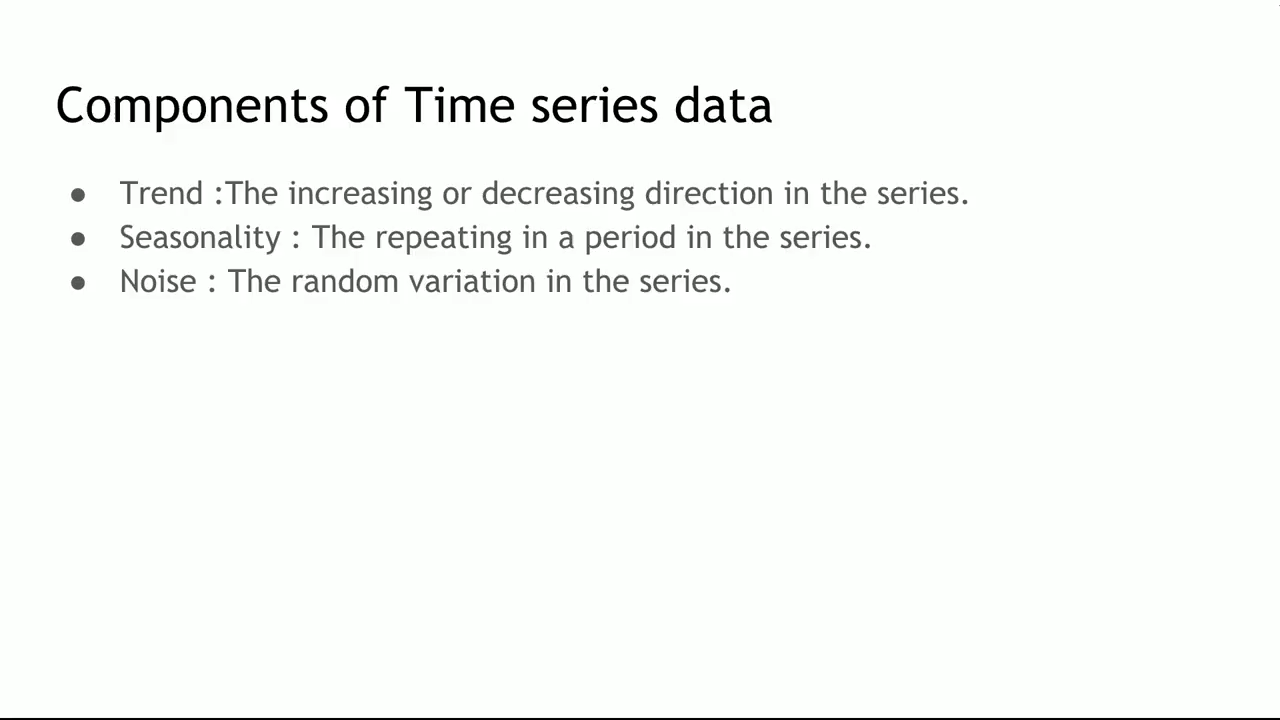 Components of Time series data
● Trend :The increasing or decreasing direction in the series.
● Seasonality : The repeating in a period in the series.
● Noise : The random variation in the series.